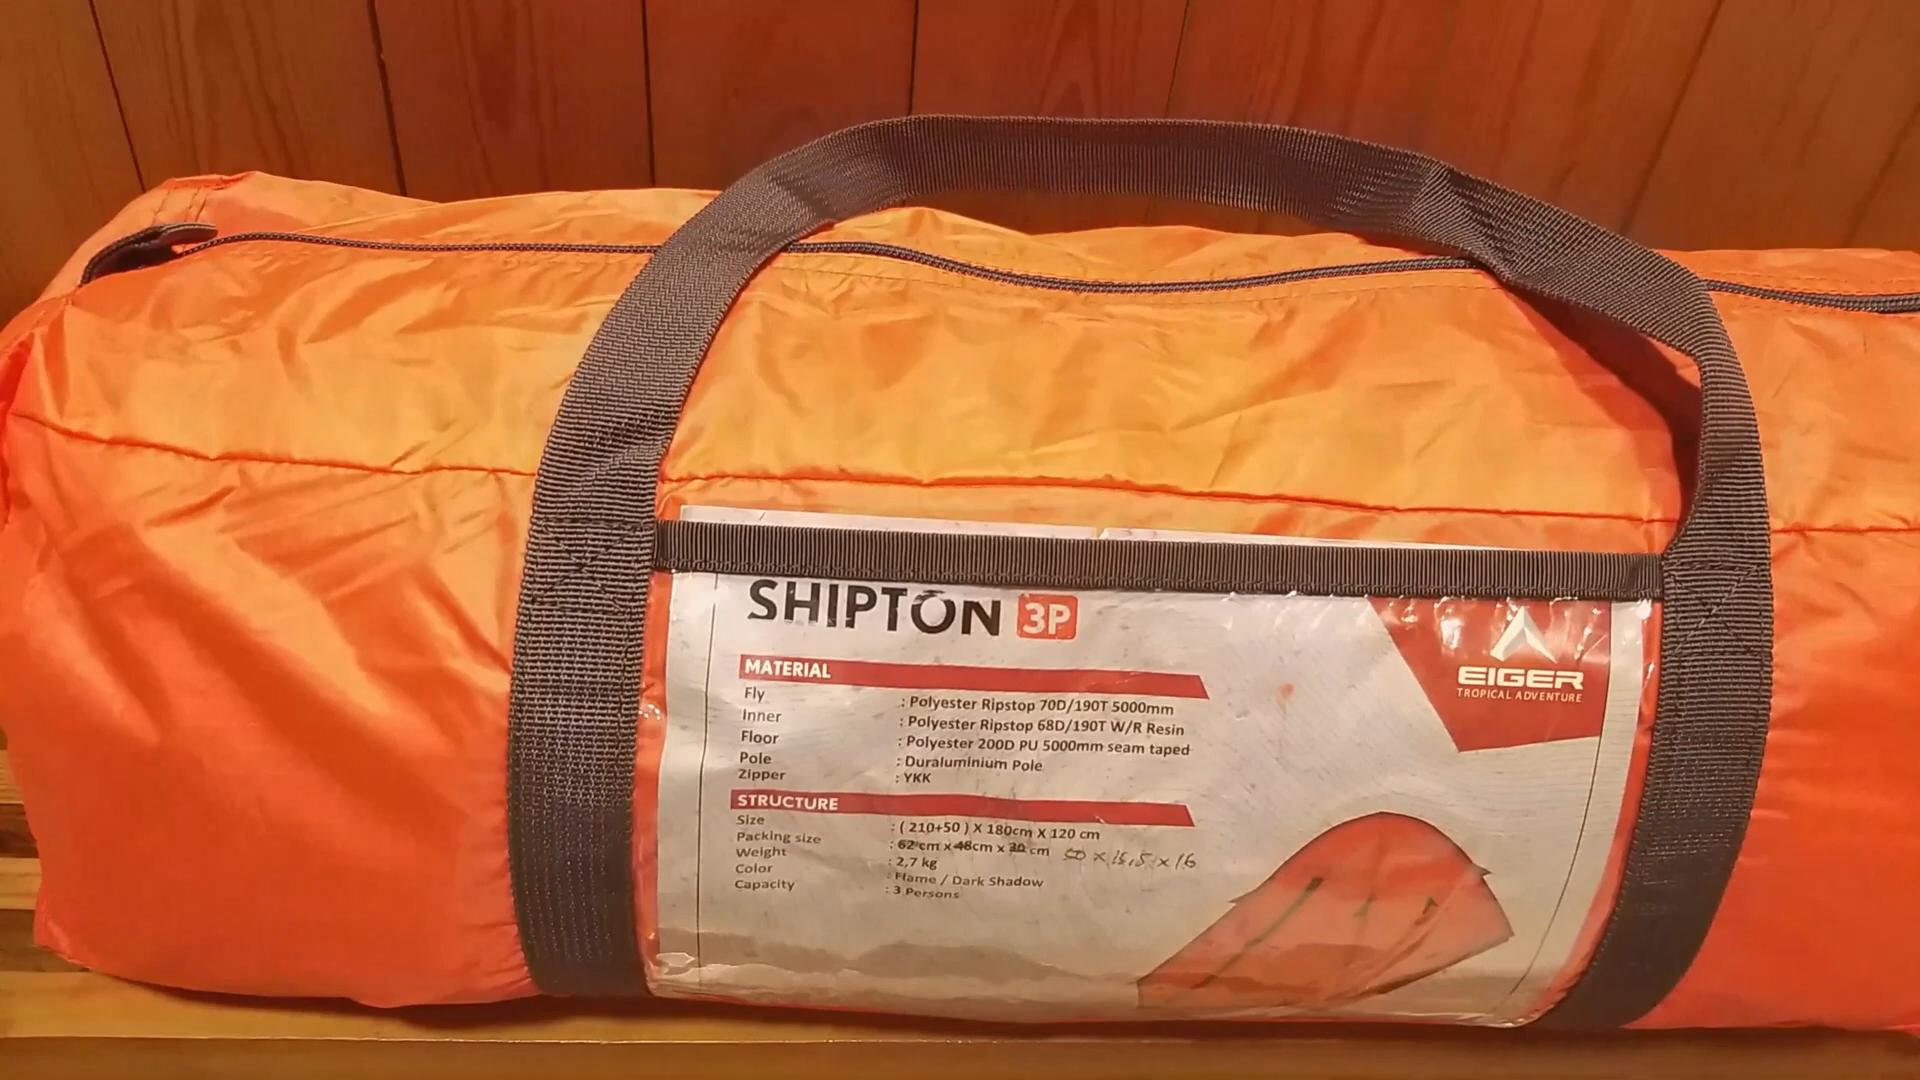 SHIPTON 3P
EIGER
TROPICAL ADVENTURE
MATERIAL
Fly : Polyester Ripstop 70D/190T 5000mm
Inner : Polyester Ripstop 68D/190T W/R Resin
Floor : Polyester 200D PU 5000mm seam taped
Pole : Duraluminium Pole
Zipper : YKK
STRUCTURE
Size : ( 210+50 ) X 180cm X 120 cm
Packing size : 62 cm x 48cm x 30 cm 50 x 15,5 x 16
Weight : 2,7 kg
Color : Flame / Dark Shadow
Capacity : 3 Persons